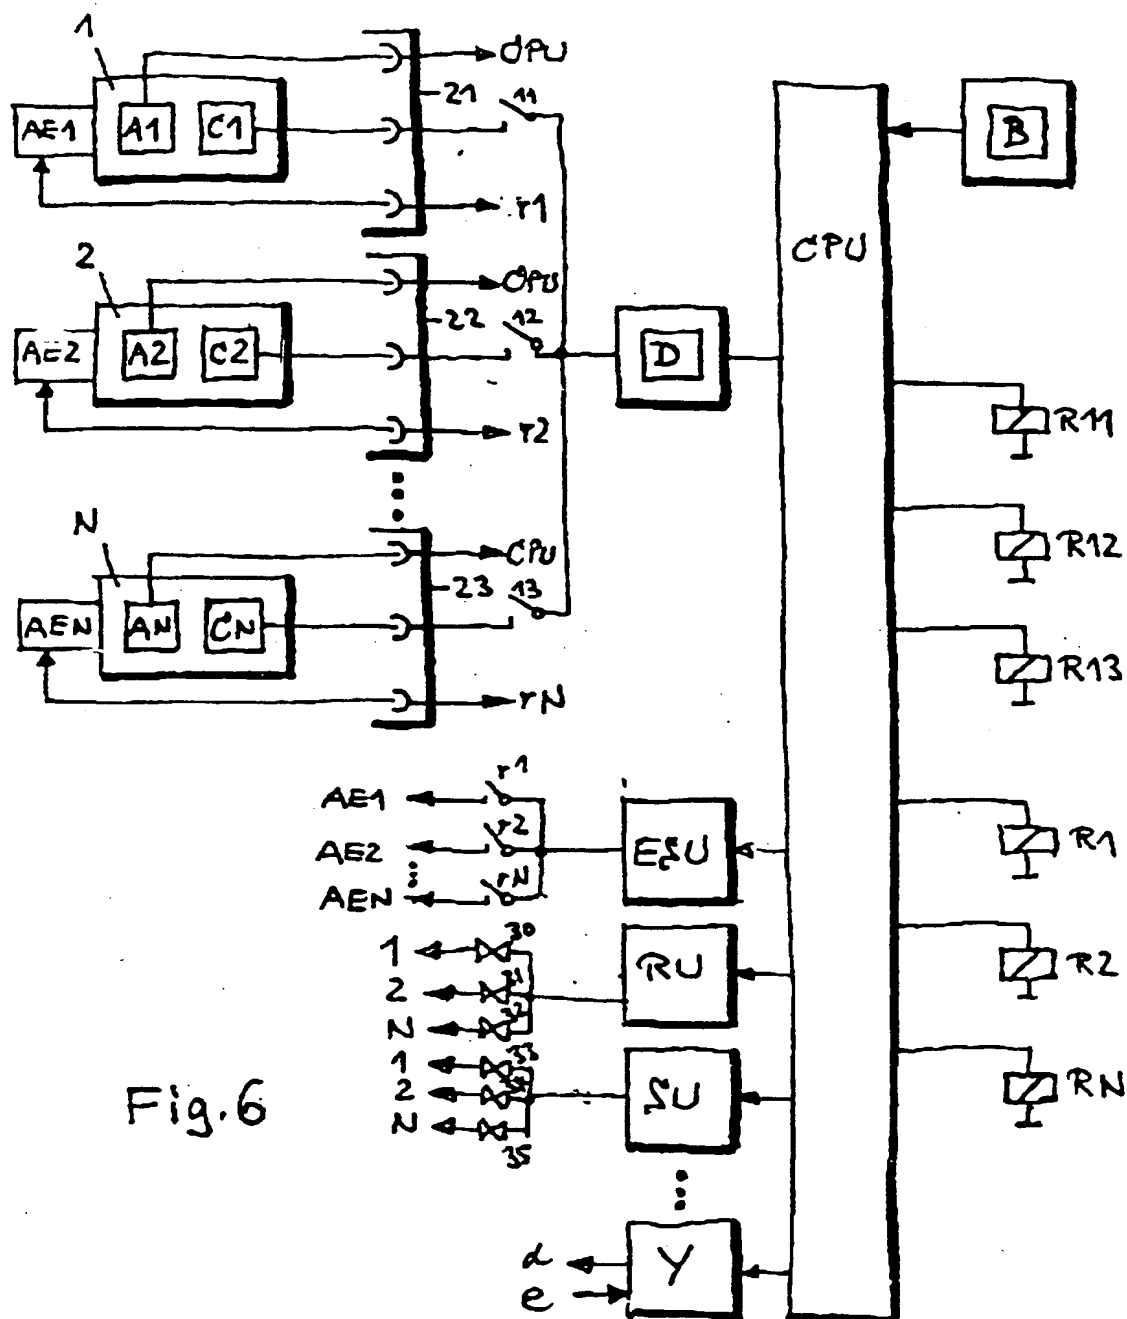 1
CPU
21
11
AE1
A1
C1
B
r1
CPU
2
CPU
22
12
AE2
A2
C2
D
r2
R11
N
CPU
R12
23
13
AEN
AN
CN
R13
rN
r1
AE1
r2
R1
AE2
ESU
rN
AEN
30
1
RU
R2
31
2
32
N
33
1
SU
RN
34
2
N
35
Fig.6
d
Y
e